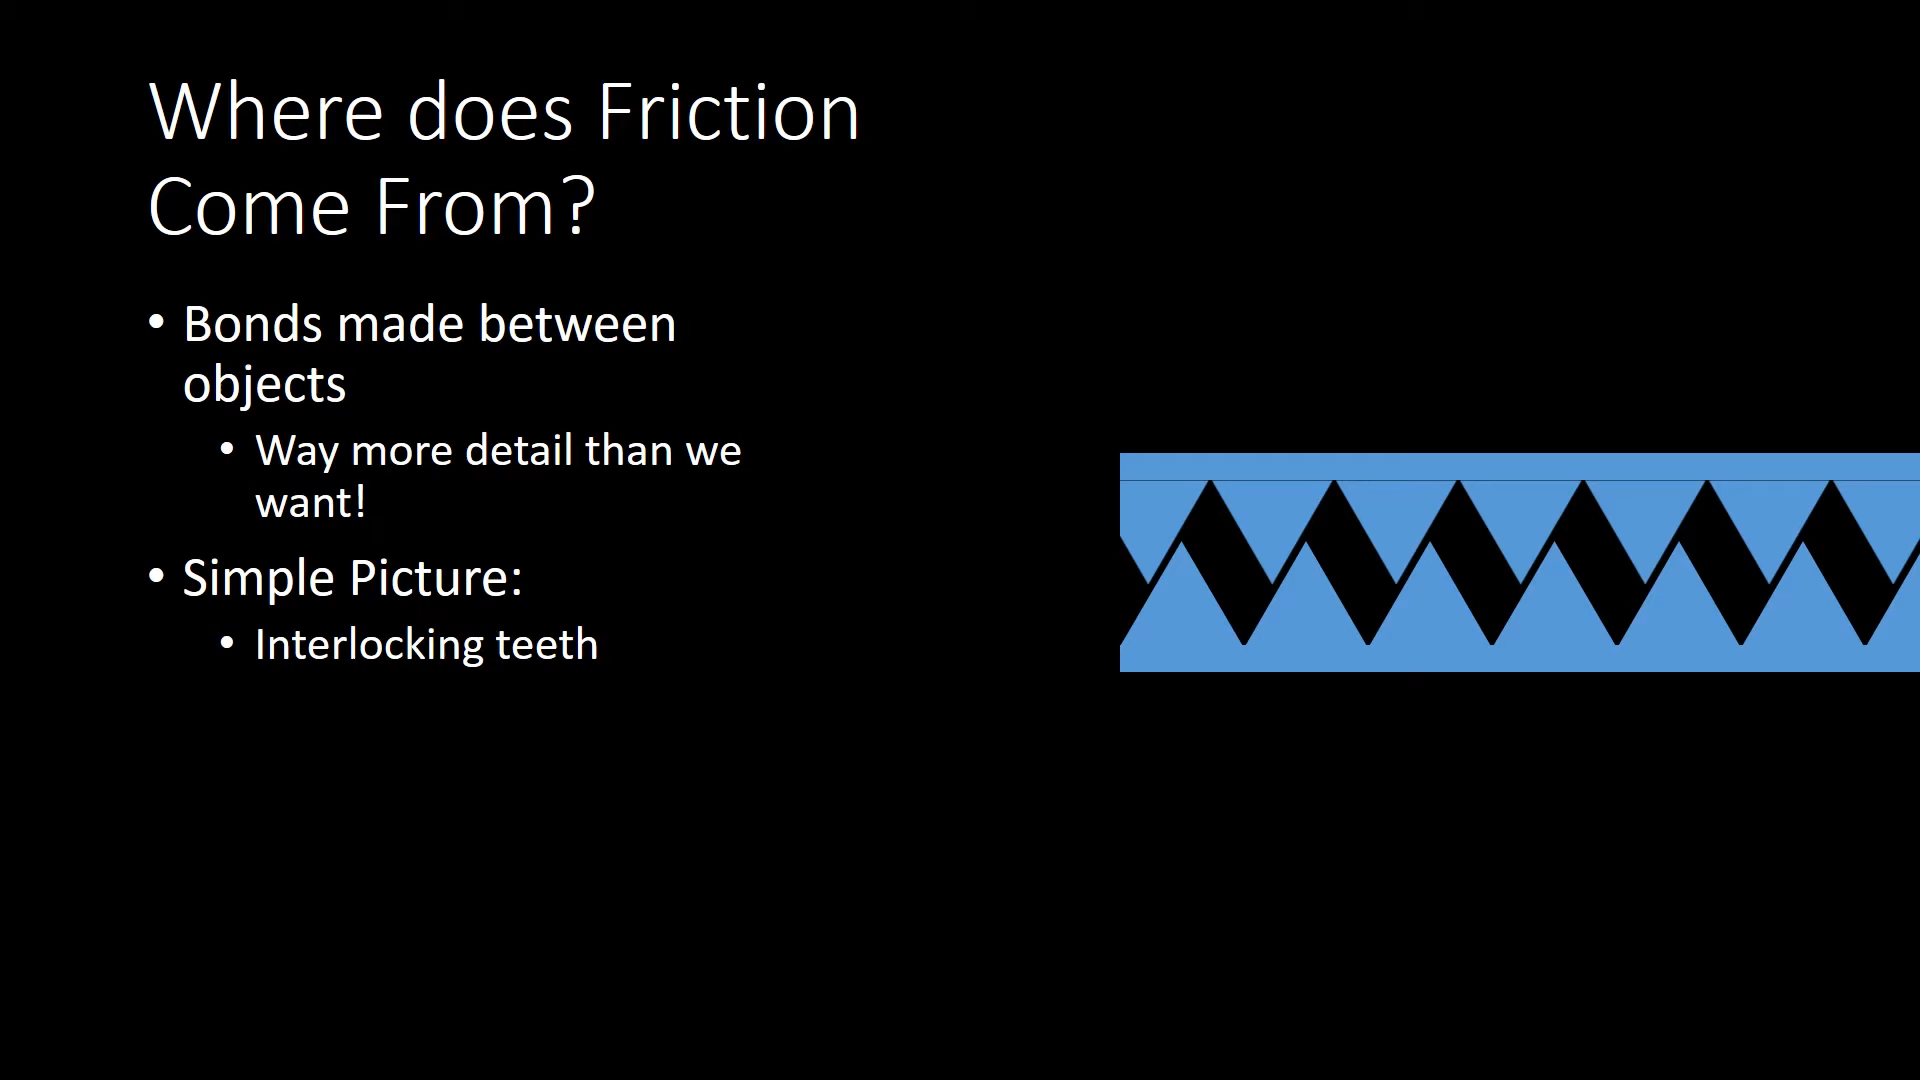 Where does Friction
Come From?
• Bonds made between
objects
• Way more detail than we
want!
• Simple Picture:
• Interlocking teeth